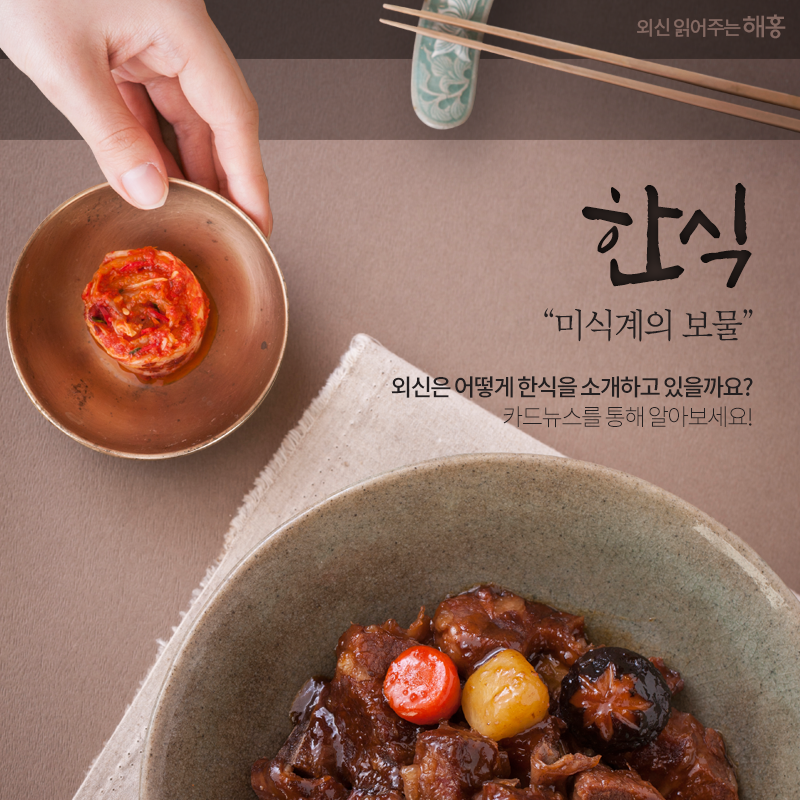 외신 읽어주는 해홍
한식
“미식계의 보물”
외신은 어떻게 한식을 소개하고 있을까요?
카드뉴스를 통해 알아보세요!